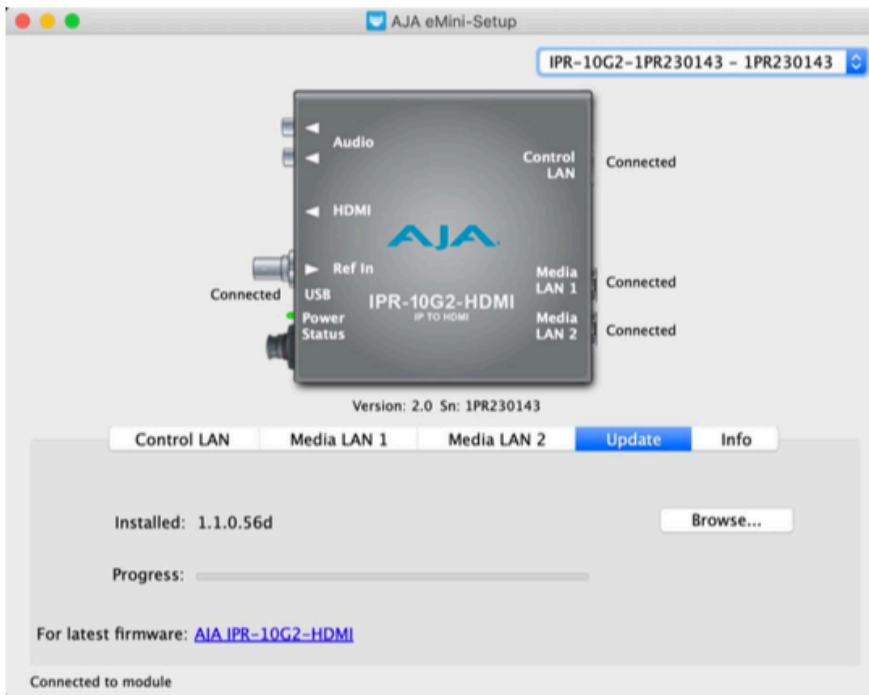 AJA eMini-Setup
IPR-10G2-1PR230143 - 1PR230143
Audio
Control
LAN
Connected
HDMI
AJA
Ref In
Connected
USB
IPR-10G2-HDMI
IP TO HDMI
Media
LAN 1
Connected
Power
Status
Media
LAN 2
Connected
Version: 2.0 Sn: 1PR230143
Control LAN Media LAN 1 Media LAN 2 Update Info
Installed: 1.1.0.56d Browse...
Progress:
For latest firmware: AJA IPR-10G2-HDMI
Connected to module